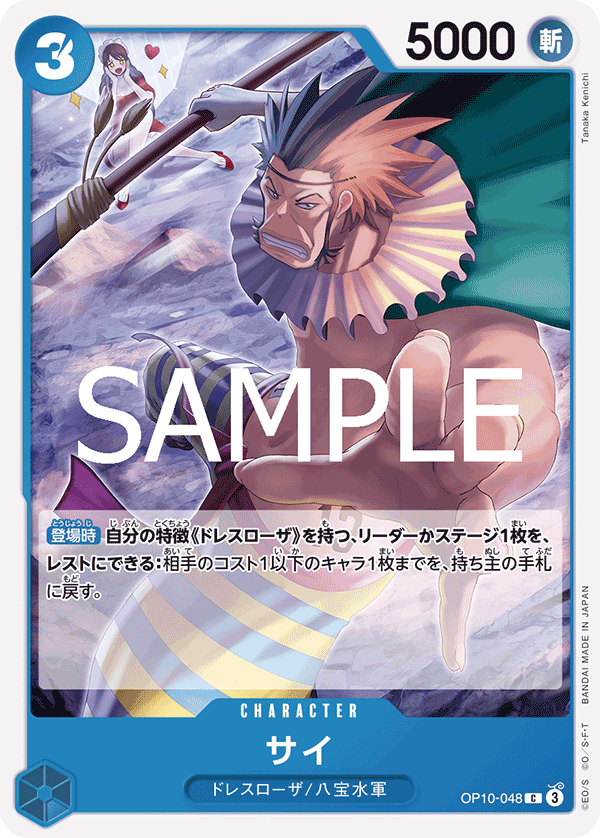 3
5000
斬
Tanaka Kenichi
SAMPLE
登場時 自分の特徴《ドレスローザ》を持つ、リーダーかステージ1枚を、
レストにできる:相手のコスト1以下のキャラ1枚までを、持ち主の手札
に戻す。
CHARACTER
サイ
ドレスローザ/八宝水軍
OP10-048 C 3
©E.O/S ©O/S・F・T BANDAI MADE IN JAPAN